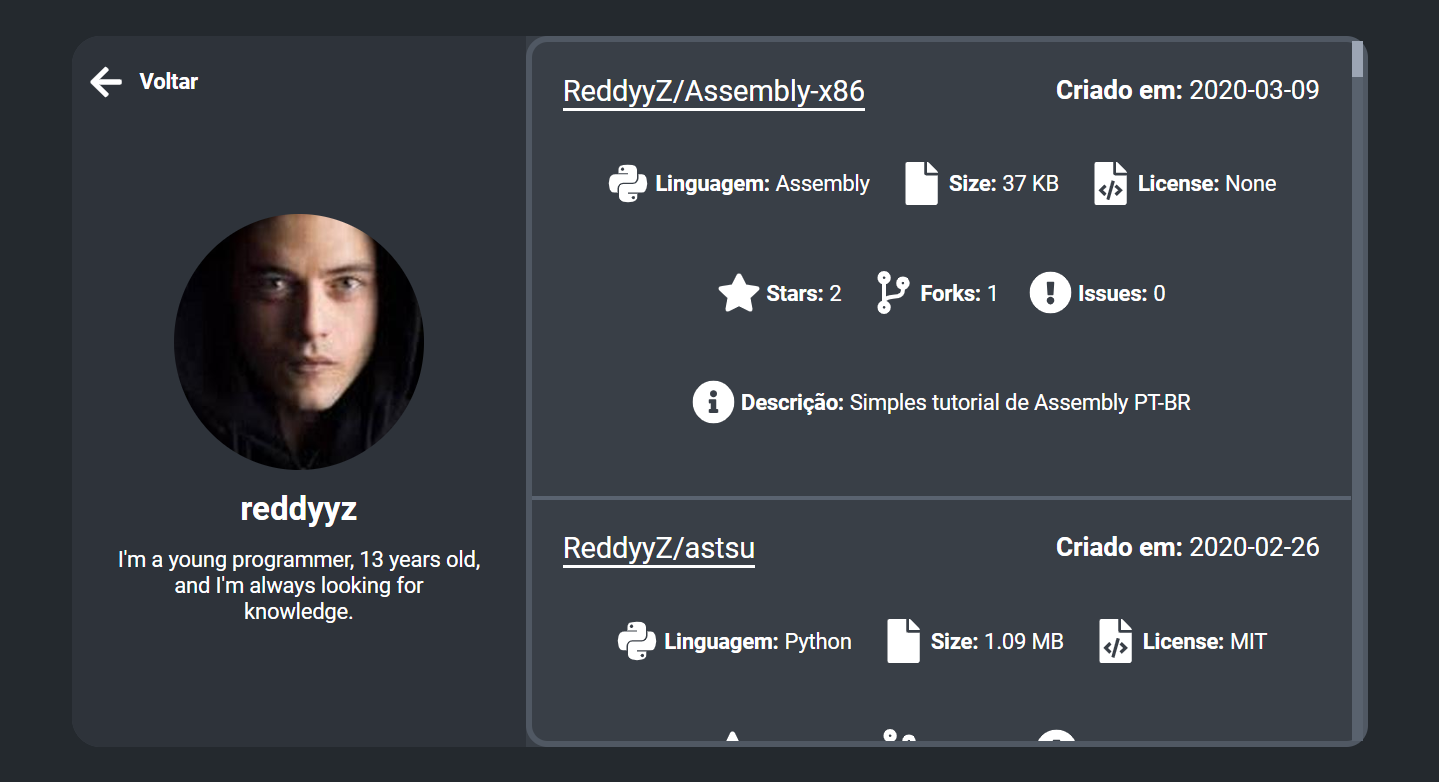 Voltar
reddyyz
I'm a young programmer, 13 years old,
and I'm always looking for
knowledge.
ReddyyZ/Assembly-x86 Criado em: 2020-03-09
Linguagem: Assembly Size: 37 KB License: None
Stars: 2 Forks: 1 Issues: 0
Descrição: Simples tutorial de Assembly PT-BR
ReddyyZ/astsu Criado em: 2020-02-26
Linguagem: Python Size: 1.09 MB License: MIT